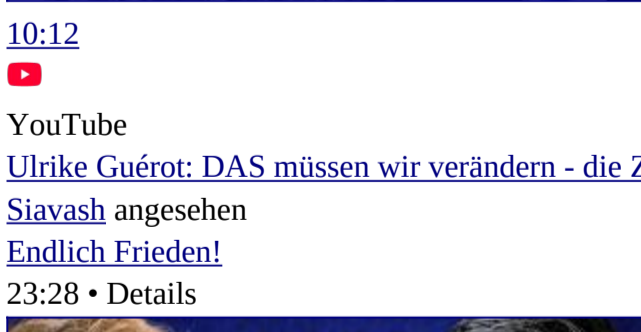 10:12
YouTube
Ulrike Guérot: DAS müssen wir verändern - die
Siavash angesehen
Endlich Frieden!
23:28 • Details